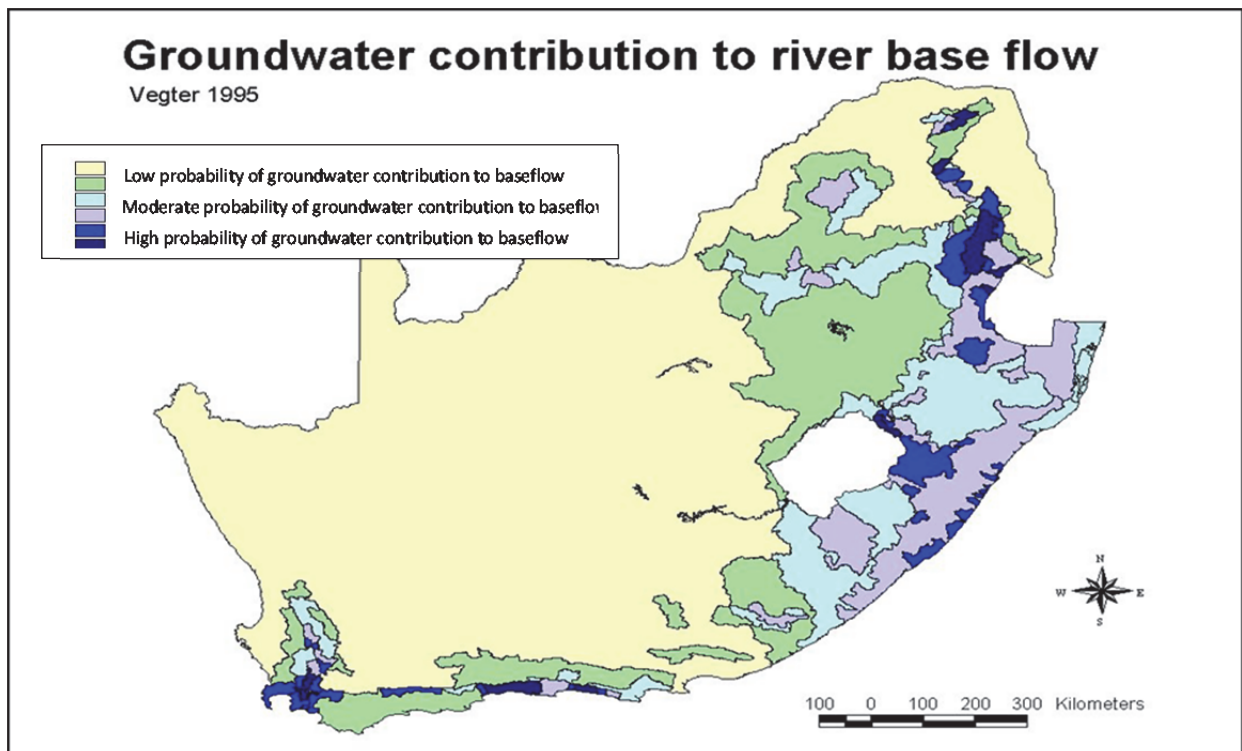 Groundwater contribution to river base flow
Vegter 1995
Low probability of groundwater contribution to baseflow
Moderate probability of groundwater contribution to baseflow
High probability of groundwater contribution to baseflow
N
W E
S
100 0 100 200 300 Kilometers